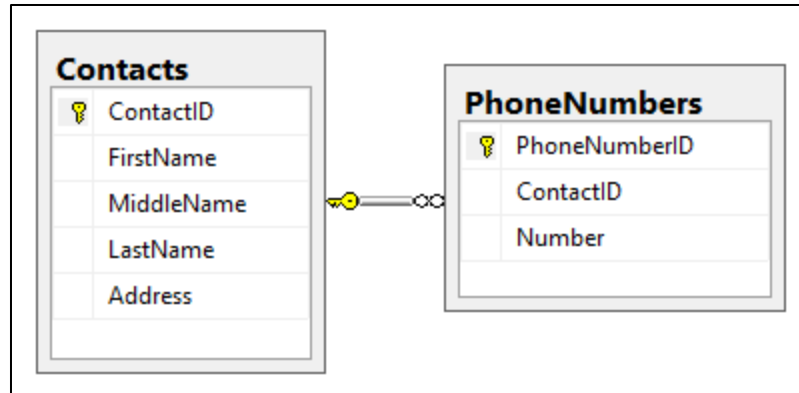 Contacts
ContactID
FirstName
MiddleName
LastName
Address
PhoneNumbers
PhoneNumberID
ContactID
Number